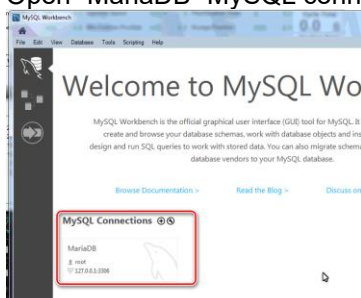 Open "MariaDB" MySQL conn
MySQL Workbench
File Edit View Database Tools Scripting Help
Welcome to MySQL Wo
MySQL Workbench is the official graphical user interface (GUI) tool for MySQL. It
create and browse your database schemas, work with database objects and ins
design and run SQL queries to work with stored data. You can also migrate schema
database vendors to your MySQL database.
Browse Documentation > Read the Blog > Discuss on
MySQL Connections
MariaDB
root
127.0.0.1:3306